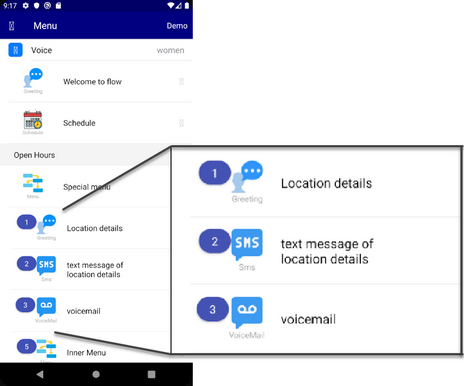 9:17
Menu
Demo
Voice
women
Greeting
Welcome to flow
Schedule
Schedule
Open Hours
Menu
Special menu
1
Greeting
Location details
2
SMS
Sms
text message of
location details
3
VoiceMail
voicemail
5
Inner Menu
1
Greeting
Location details
2
SMS
Sms
text message of
location details
3
VoiceMail
voicemail